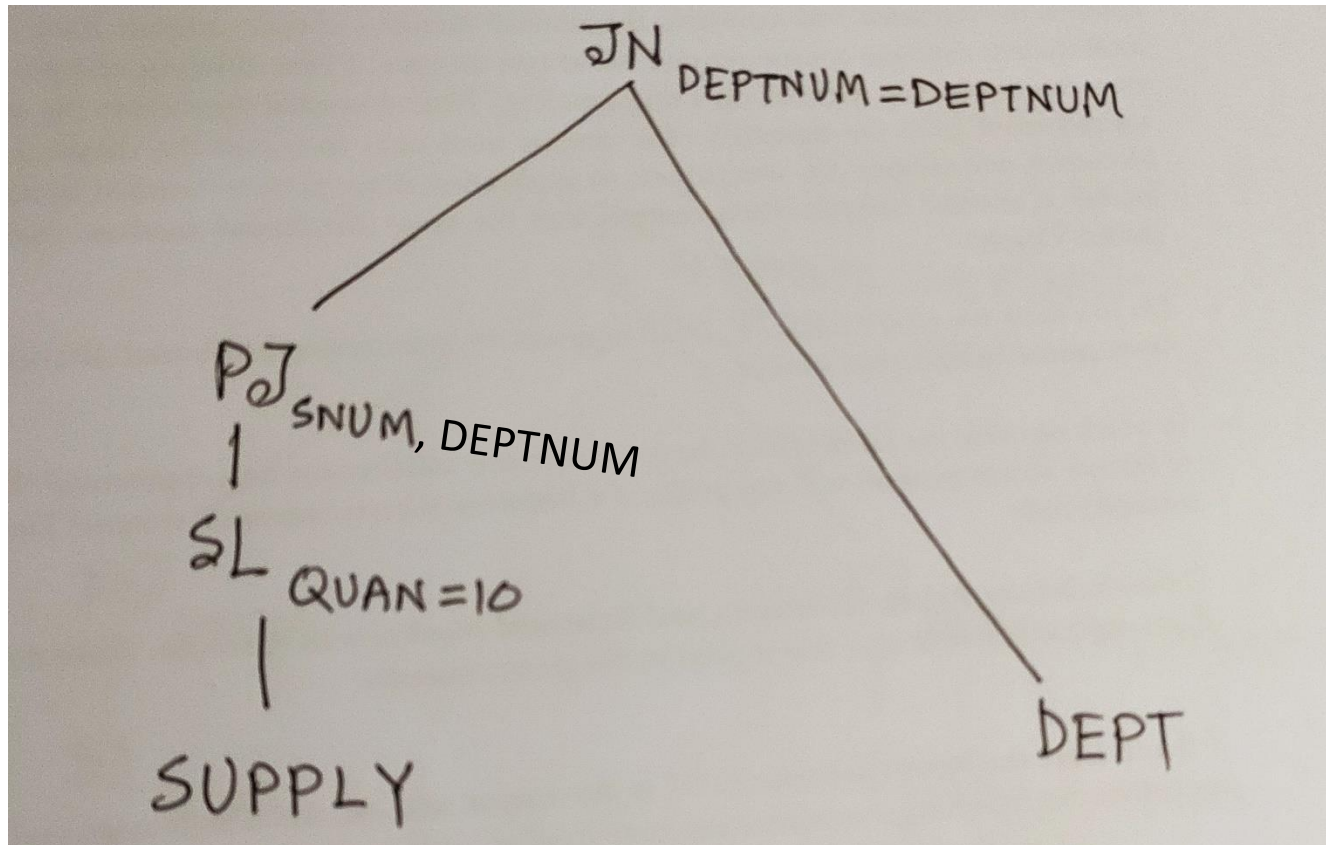 JN DEPTNUM=DEPTNUM
PJ SNUM, DEPTNUM
SL QUAN=10
SUPPLY
DEPT